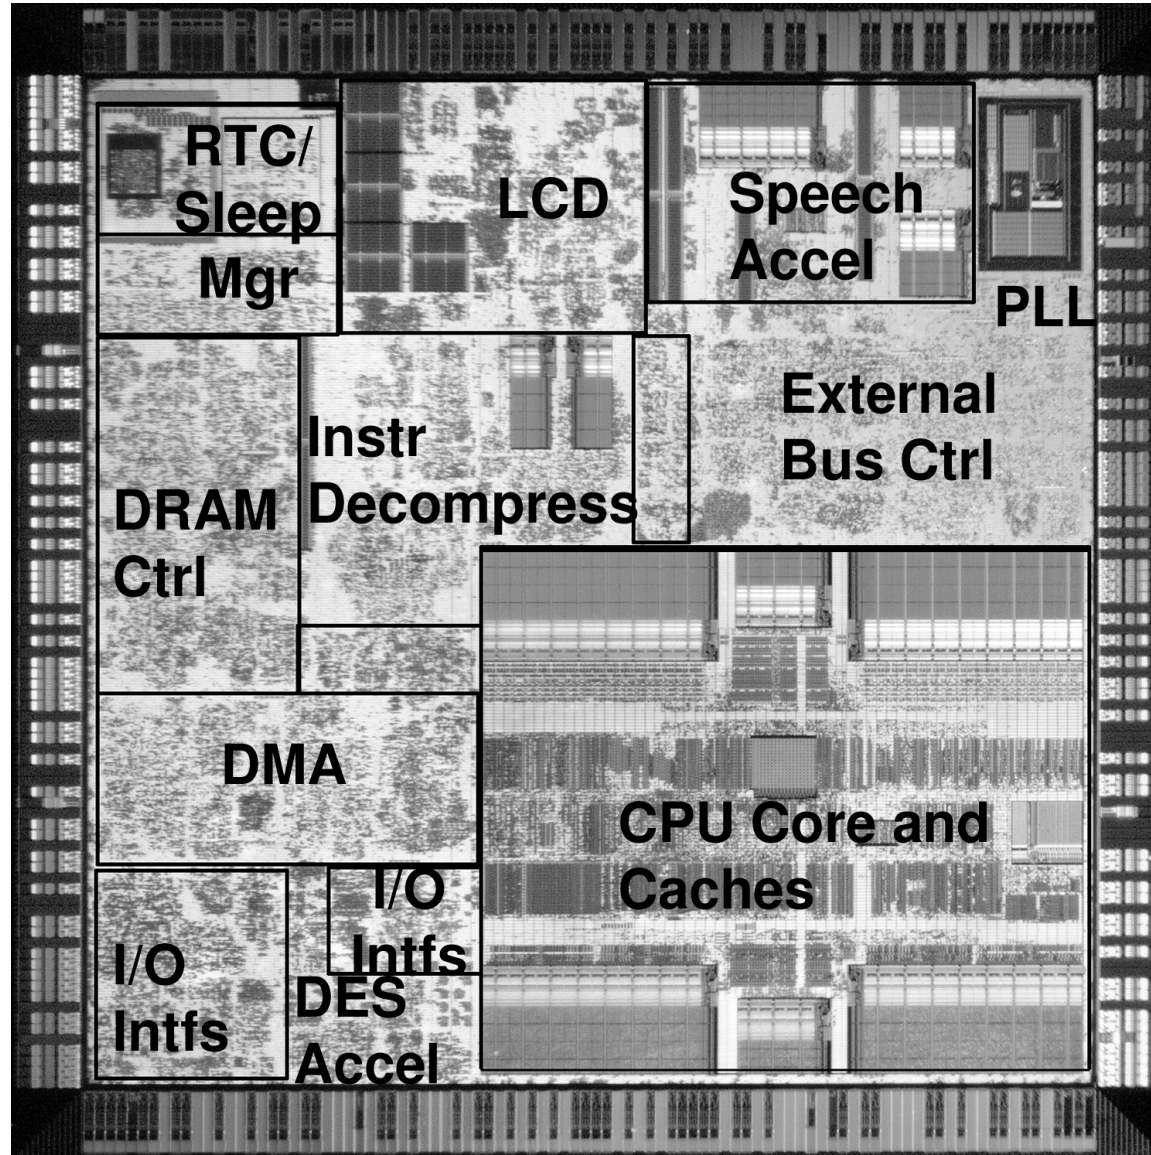 RTC/
Sleep
Mgr
LCD
Speech
Accel
PLL
Instr
Decompress
External
Bus Ctrl
DRAM
Ctrl
DMA
CPU Core and
Caches
I/O
Intfs
I/O
Intfs
DES
Accel